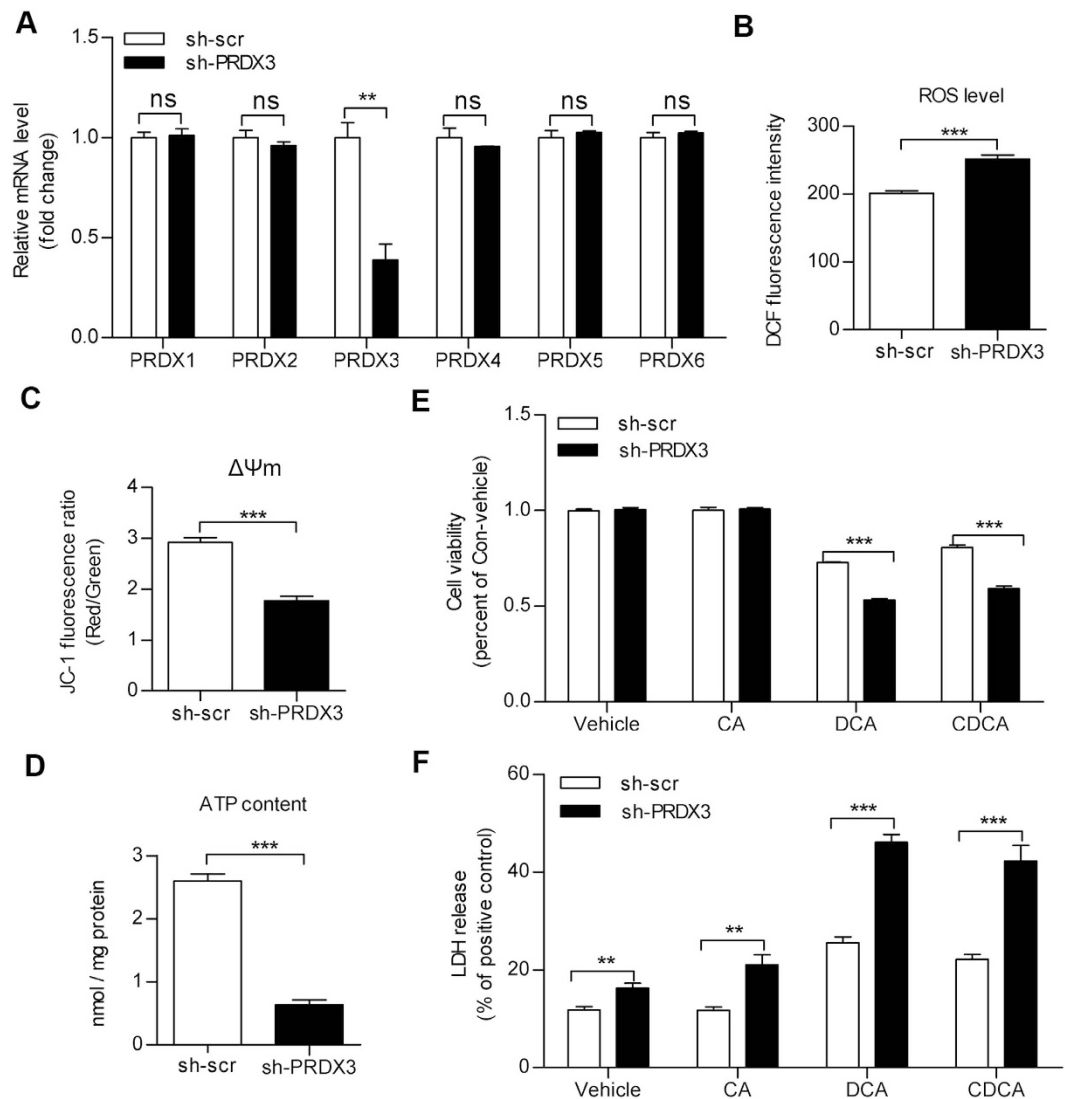 A
sh-scr
sh-PRDX3
Relative mRNA level
(fold change)
1.5
1.0
0.5
0.0
ns
ns
**
ns
ns
ns
PRDX1
PRDX2
PRDX3
PRDX4
PRDX5
PRDX6
B
ROS level
DCF fluorescence intensity
300
200
100
0
***
sh-scr
sh-PRDX3
C
ΔΨm
JC-1 fluorescence ratio
(Red/Green)
4
3
2
1
0
***
sh-scr
sh-PRDX3
D
ATP content
nmol / mg protein
3
2
1
0
***
sh-scr
sh-PRDX3
E
sh-scr
sh-PRDX3
Cell viability
(percent of Con-vehicle)
1.5
1.0
0.5
0.0
***
***
Vehicle
CA
DCA
CDCA
F
sh-scr
sh-PRDX3
LDH release
(% of positive control)
60
40
20
0
**
**
***
***
Vehicle
CA
DCA
CDCA